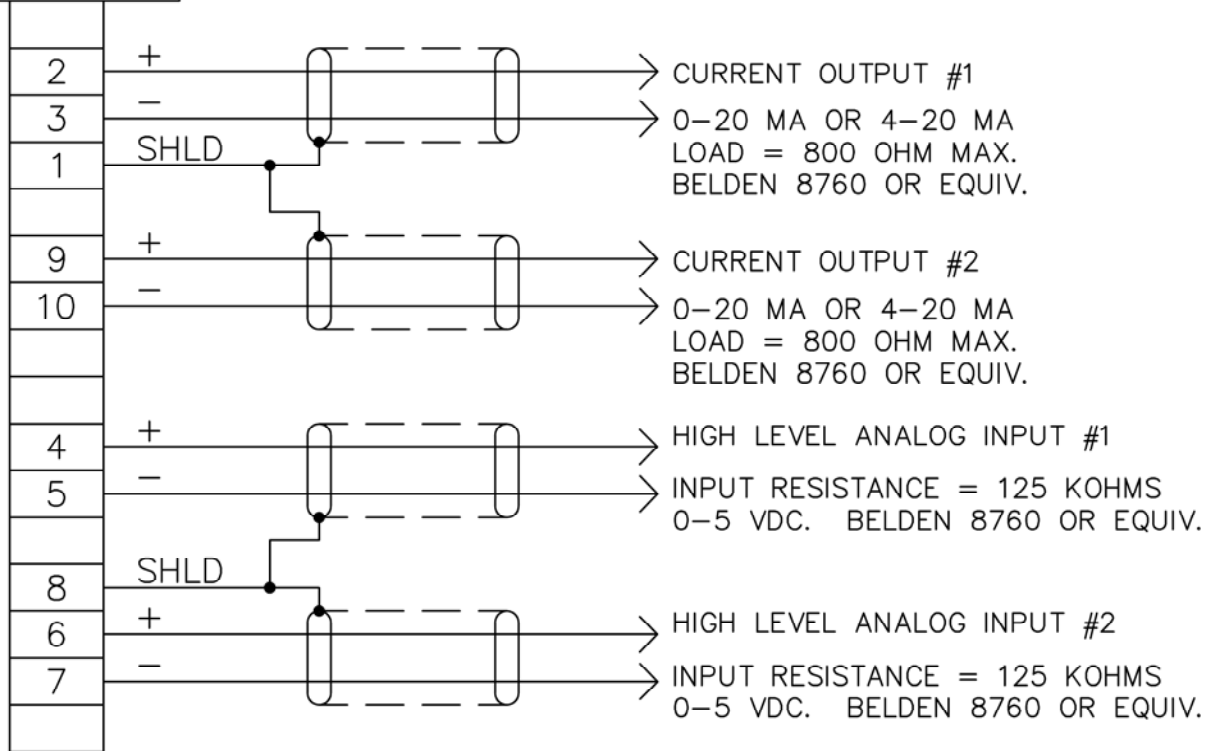 2 + CURRENT OUTPUT #1
3 − 0−20 MA OR 4−20 MA
LOAD = 800 OHM MAX.
1 SHLD
BELDEN 8760 OR EQUIV.
9 + CURRENT OUTPUT #2
10 − 0−20 MA OR 4−20 MA
LOAD = 800 OHM MAX.
BELDEN 8760 OR EQUIV.
4 + HIGH LEVEL ANALOG INPUT #1
5 − INPUT RESISTANCE = 125 KOHMS
0−5 VDC. BELDEN 8760 OR EQUIV.
8 SHLD
6 + HIGH LEVEL ANALOG INPUT #2
7 − INPUT RESISTANCE = 125 KOHMS
0−5 VDC. BELDEN 8760 OR EQUIV.